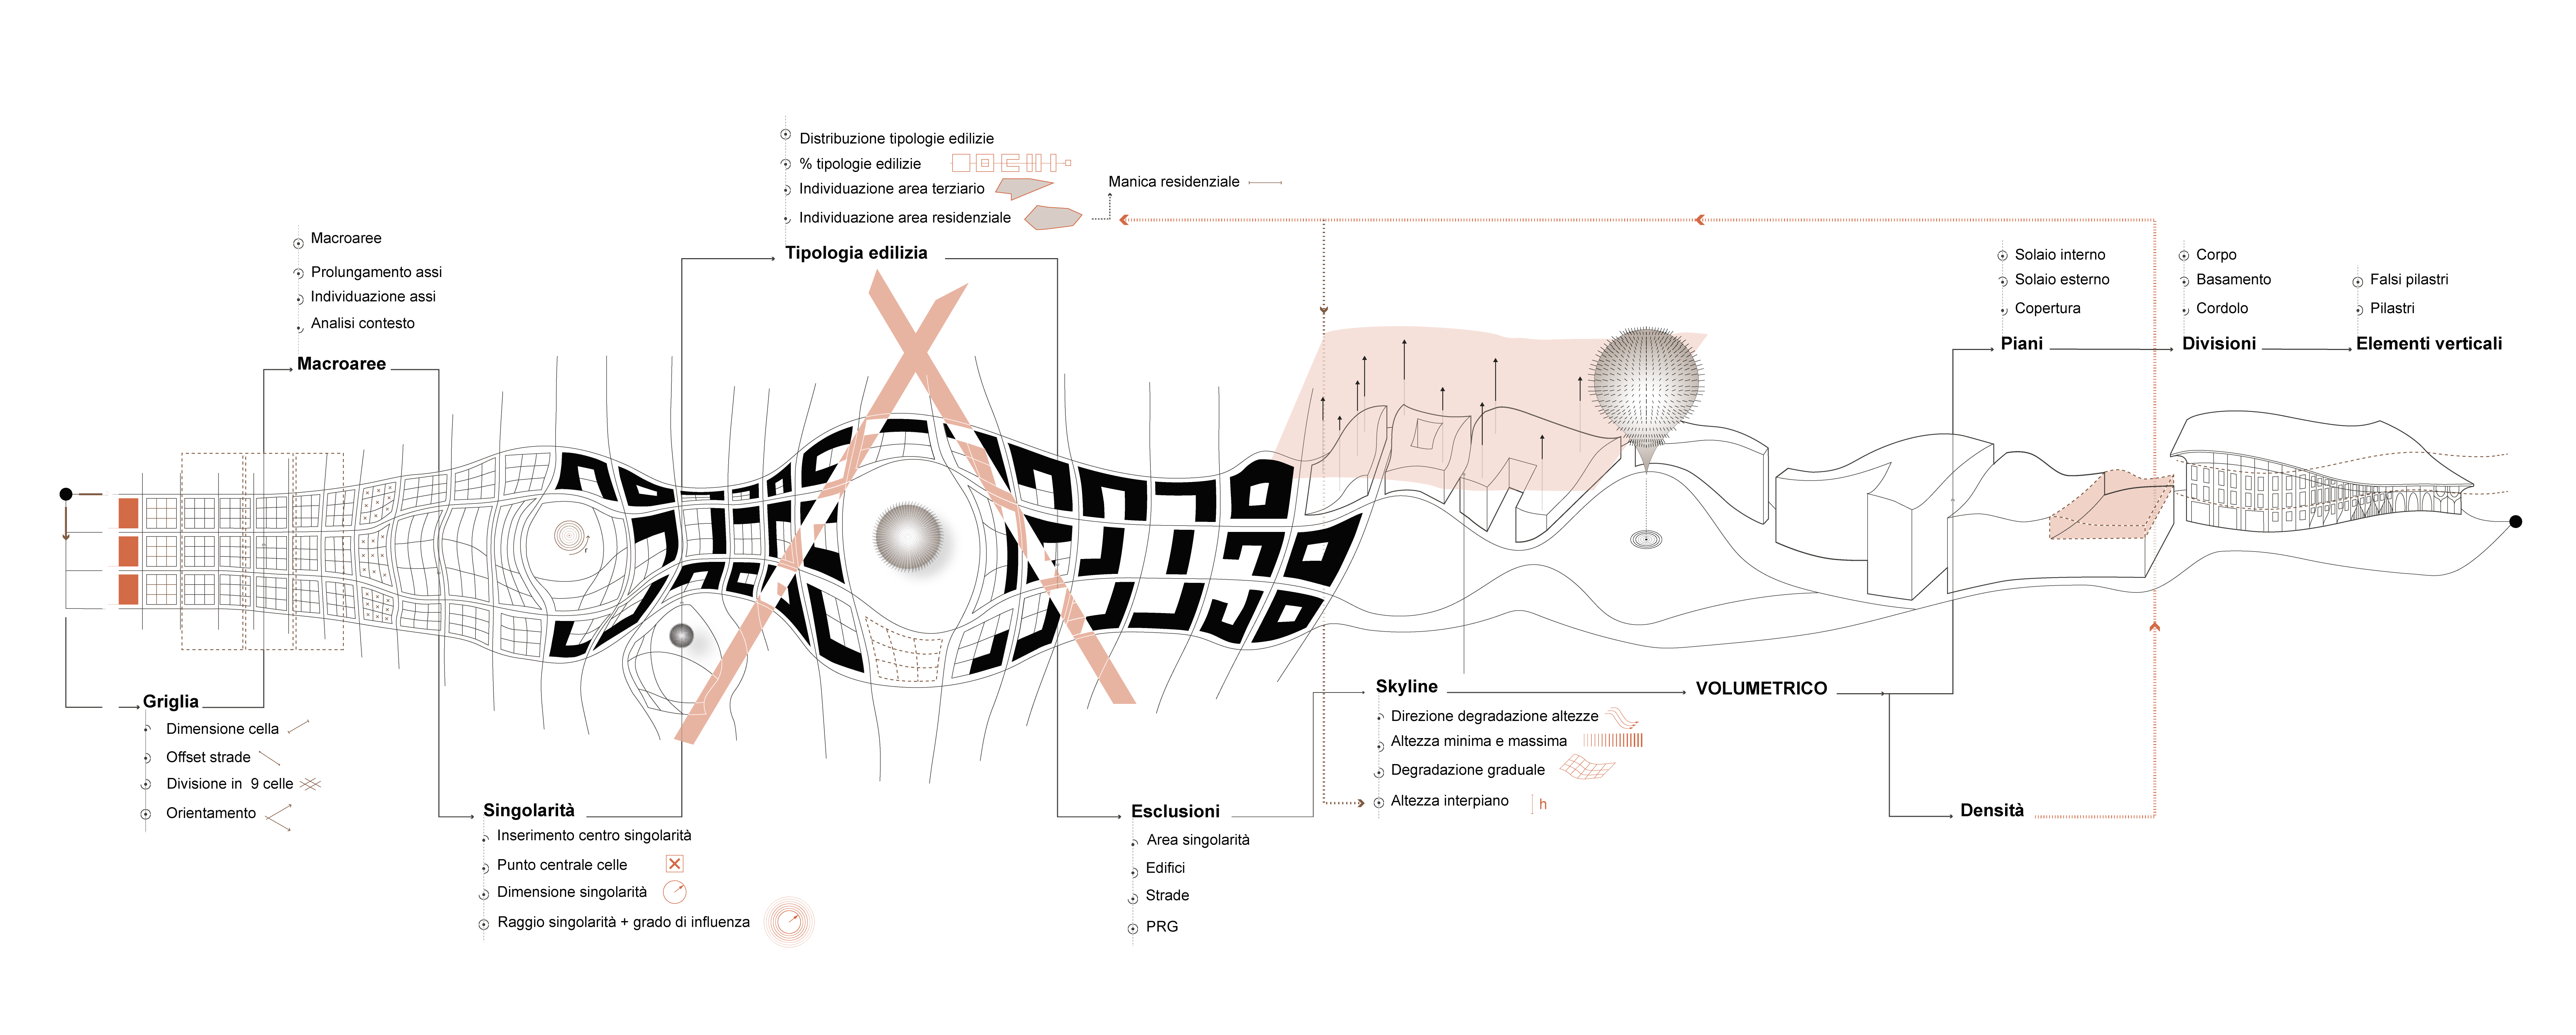 Distribuzione tipologie edilizie
% tipologie edilizie
Individuazione area terziario
Individuazione area residenziale
Manica residenziale
Tipologia edilizia
Macroaree
Prolungamento assi
Individuazione assi
Analisi contesto
Macroaree
Solaio interno
Solaio esterno
Copertura
Piani
Corpo
Basamento
Cordolo
Divisioni
Falsi pilastri
Pilastri
Elementi verticali
r
Griglia
Dimensione cella
Offset strade
Divisione in 9 celle
Orientamento
Singolarità
Inserimento centro singolarità
Punto centrale celle
Dimensione singolarità
Raggio singolarità + grado di influenza
Esclusioni
Area singolarità
Edifici
Strade
PRG
Skyline
Direzione degradazione altezze
Altezza minima e massima
Degradazione graduale
Altezza interpiano
h
VOLUMETRICO
Densità